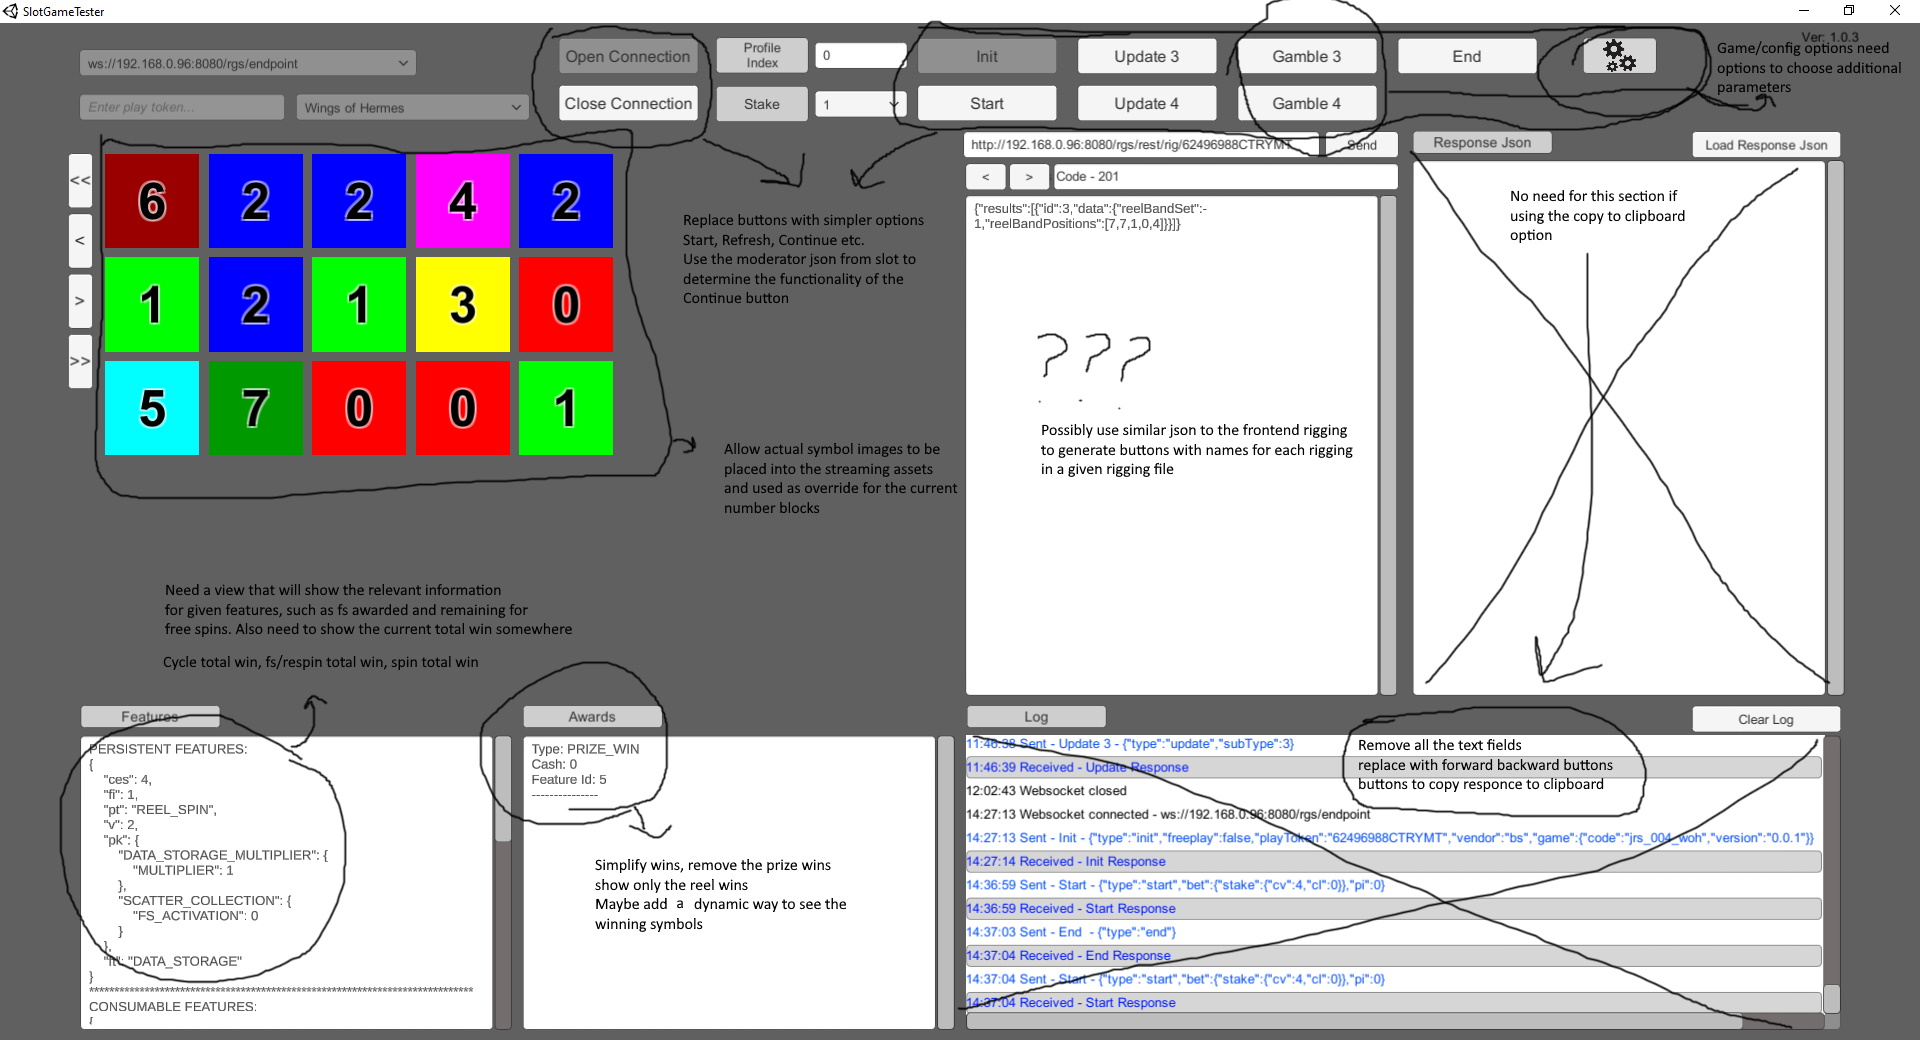 SlotGameTester
Ver: 1.0.3
ws://192.168.0.96:8080/rgs/endpoint
Open Connection
Profile Index
0
Init
Update 3
Gamble 3
End
Game/config options need
options to choose additional
parameters
Enter play token...
Wings of Hermes
Close Connection
Stake
1
Start
Update 4
Gamble 4
http://192.168.0.96:8080/rgs/rest/rig/62496988CTRYMT
Send
Response Json
Load Response Json
<<
<
>
>>
6 2 2 4 2
1 2 1 3 0
5 7 0 0 1
<
>
Code - 201
{"results":[{"id":3,"data":{"reelBandSet":-
1,"reelBandPositions":[7,7,1,0,4]}}]}
Replace buttons with simpler options
Start, Refresh, Continue etc.
Use the moderator json from slot to
determine the functionality of the
Continue button
No need for this section if
using the copy to clipboard
option
???
Possibly use similar json to the frontend rigging
to generate buttons with names for each rigging
in a given rigging file
Allow actual symbol images to be
placed into the streaming assets
and used as override for the current
number blocks
Need a view that will show the relevant information
for given features, such as fs awarded and remaining for
free spins. Also need to show the current total win somewhere
Cycle total win, fs/respin total win, spin total win
Features
PERSISTENT FEATURES:
{
"ces": 4,
"fi": 1,
"pt": "REEL_SPIN",
"v": 2,
"pk": {
"DATA_STORAGE_MULTIPLIER": {
"MULTIPLIER": 1
},
"SCATTER_COLLECTION": {
"FS_ACTIVATION": 0
}
},
"ft": "DATA_STORAGE"
}
********************************************************************************
CONSUMABLE FEATURES:
{
Awards
Type: PRIZE_WIN
Cash: 0
Feature Id: 5
---------------
Simplify wins, remove the prize wins
show only the reel wins
Maybe add a dynamic way to see the
winning symbols
Log
Clear Log
Remove all the text fields
replace with forward backward buttons
buttons to copy responce to clipboard
11:46:38 Sent - Update 3 - {"type":"update","subType":3}
11:46:39 Received - Update Response
12:02:43 Websocket closed
14:27:13 Websocket connected - ws://192.168.0.96:8080/rgs/endpoint
14:27:13 Sent - Init - {"type":"init","freeplay":false,"playToken":"62496988CTRYMT","vendor":"bs","game":{"code":"jrs_004_woh","version":"0.0.1"}}
14:27:14 Received - Init Response
14:36:59 Sent - Start - {"type":"start","bet":{"stake":{"cv":4,"cl":0}},"pi":0}
14:36:59 Received - Start Response
14:37:03 Sent - End  - {"type":"end"}
14:37:04 Received - End Response
14:37:04 Sent - Start - {"type":"start","bet":{"stake":{"cv":4,"cl":0}},"pi":0}
14:37:04 Received - Start Response